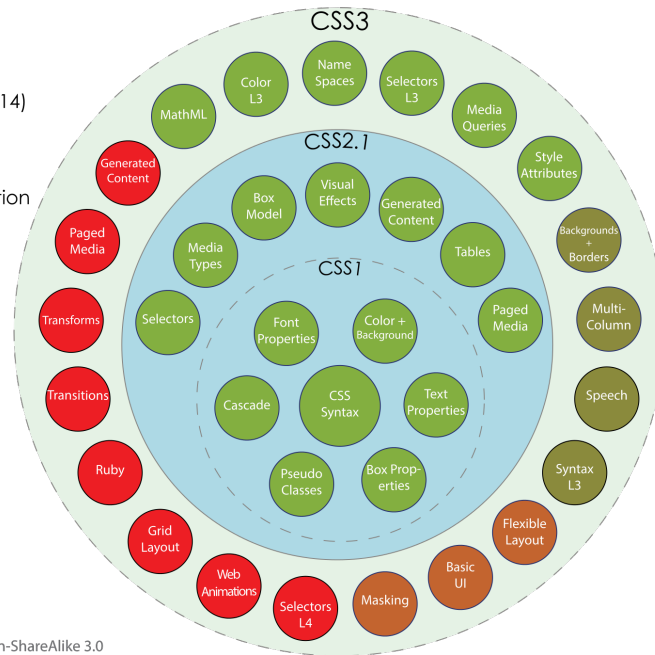 CSS3
14)
tion
Name
Spaces
Color
L3
Selectors
L3
MathML
Media
Queries
Generated
Content
Style
Attributes
Paged
Media
Backgrounds
+
Borders
Transforms
Multi-
Column
Transitions
Speech
Ruby
Syntax
L3
Grid
Layout
Flexible
Layout
Web
Animations
Basic
UI
Selectors
L4
Masking
CSS2.1
Visual
Effects
Box
Model
Generated
Content
Media
Types
Tables
Selectors
Paged
Media
CSS1
Font
Properties
Color +
Background
Cascade
CSS
Syntax
Text
Properties
Pseudo
Classes
Box Prop-
erties
n-ShareAlike 3.0